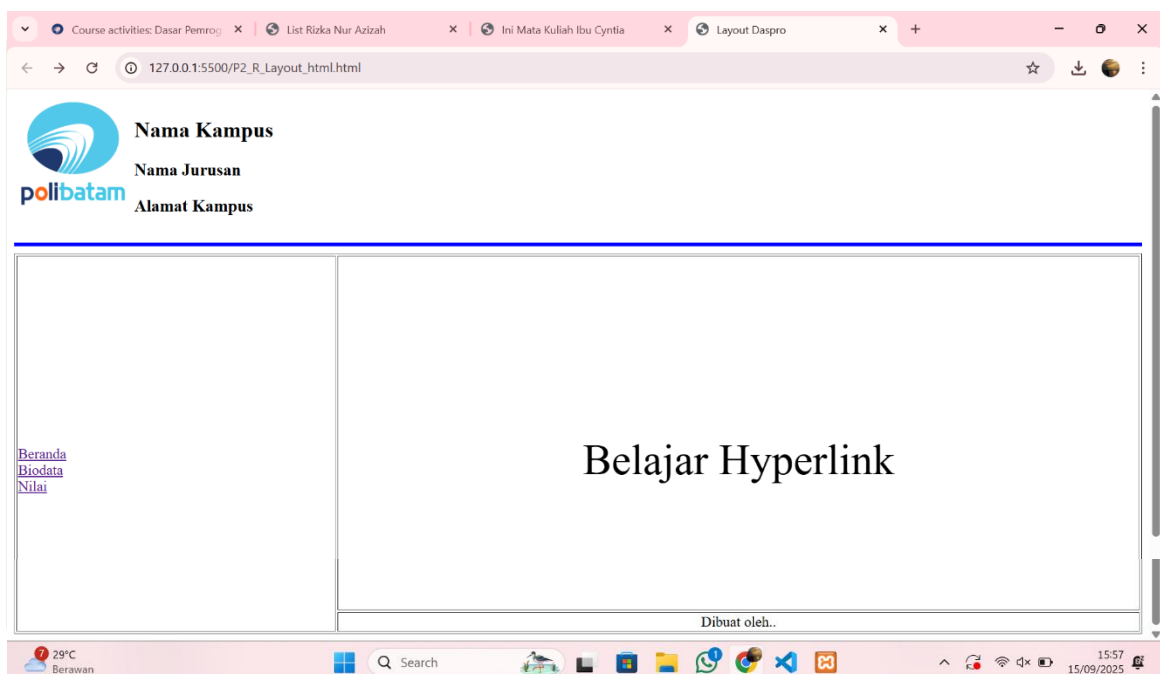 Course activities: Dasar Pemrog
List Rizka Nur Azizah
Ini Mata Kuliah Ibu Cyntia
Layout Daspro
127.0.0.1:5500/P2_R_Layout_html.html
polibatam
Nama Kampus
Nama Jurusan
Alamat Kampus
Beranda
Biodata
Nilai
Belajar Hyperlink
Dibuat oleh..
7
29°C
Berawan
Search
9
15:57
15/09/2025